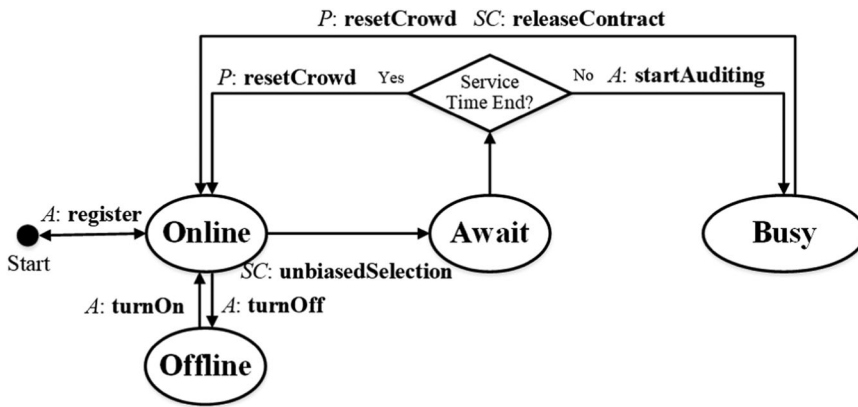 P: resetCrowd SC: releaseContract
P: resetCrowd Yes Service Time End? No A: startAuditing
A: register
Start
Online
Await
Busy
SC: unbiasedSelection
A: turnOn
A: turnOff
Offline